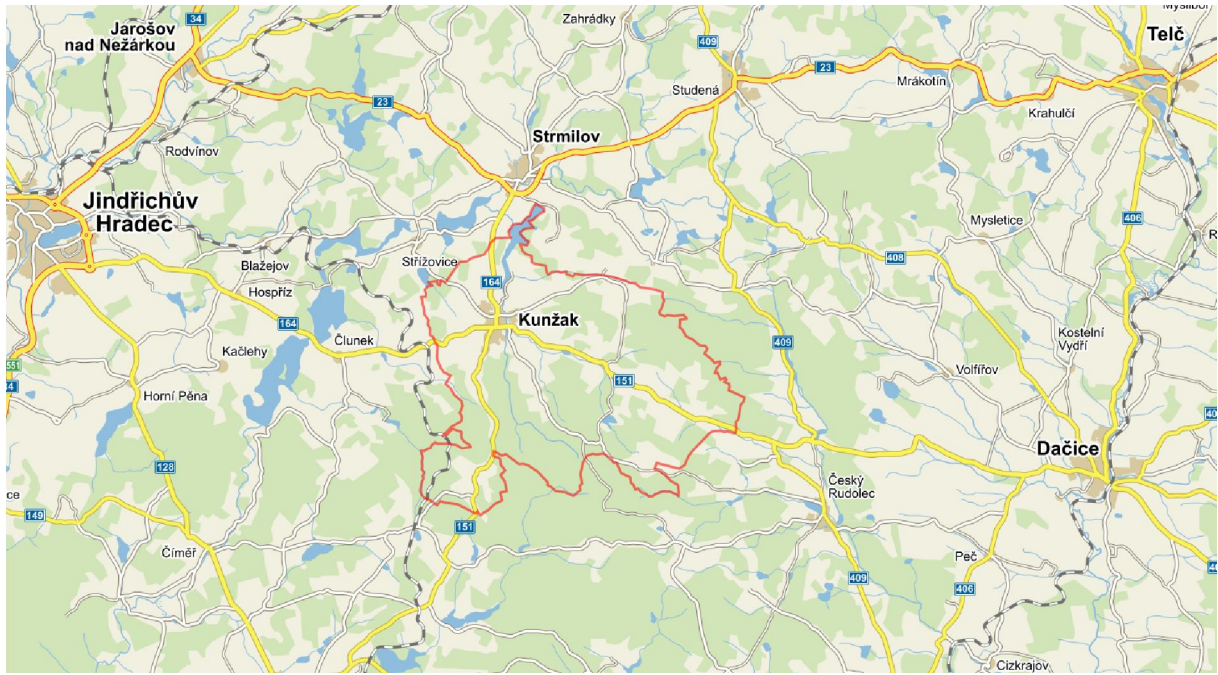 Jarošov
nad Nežárkou
34
Zahrádky
409
Telč
23
Mrákotín
Studená
Krahulčí
23
Strmilov
Rodvínov
Jindřichův
Hradec
406
Mysletice
Blažejov
Střížovice
408
Hospříz
164
164
Kunžak
Člunek
409
Kostelní
Vydří
Kačlehy
551
151
Volfířov
Horní Pěna
Dačice
128
Český
Rudolec
149
151
Číměř
Peč
409
406
Cizkrajov